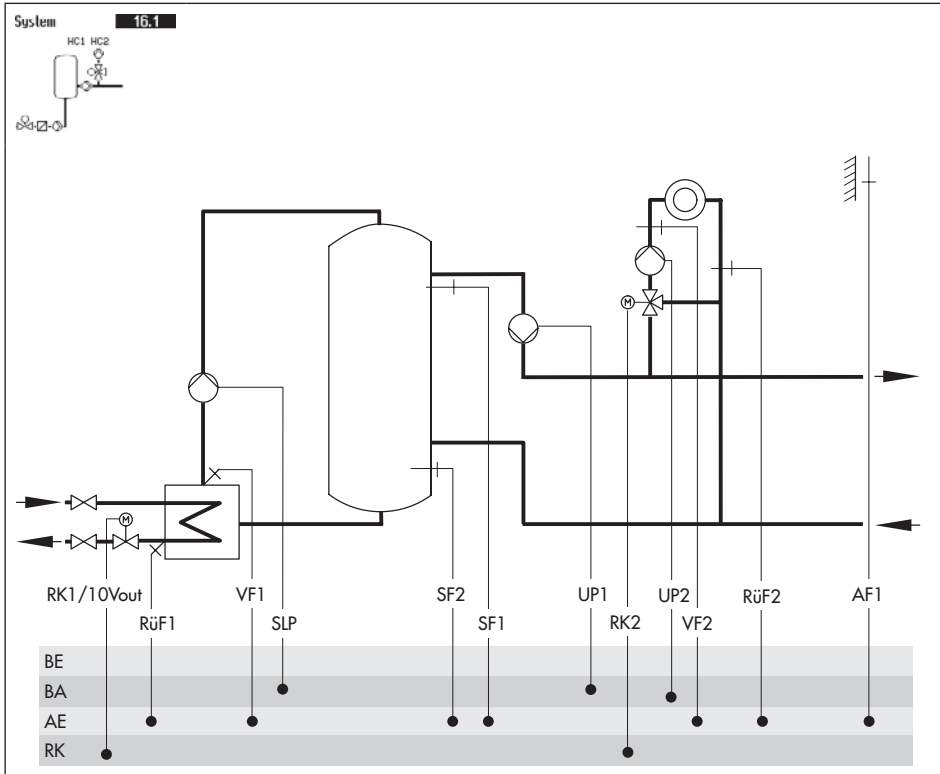 System 16.1
HC1 HC2
M
M
RK1/10Vout VF1 SF2 UP1 UP2 RüF2 AF1
RüF1 SLP SF1 RK2 VF2
BE
BA
AE
RK